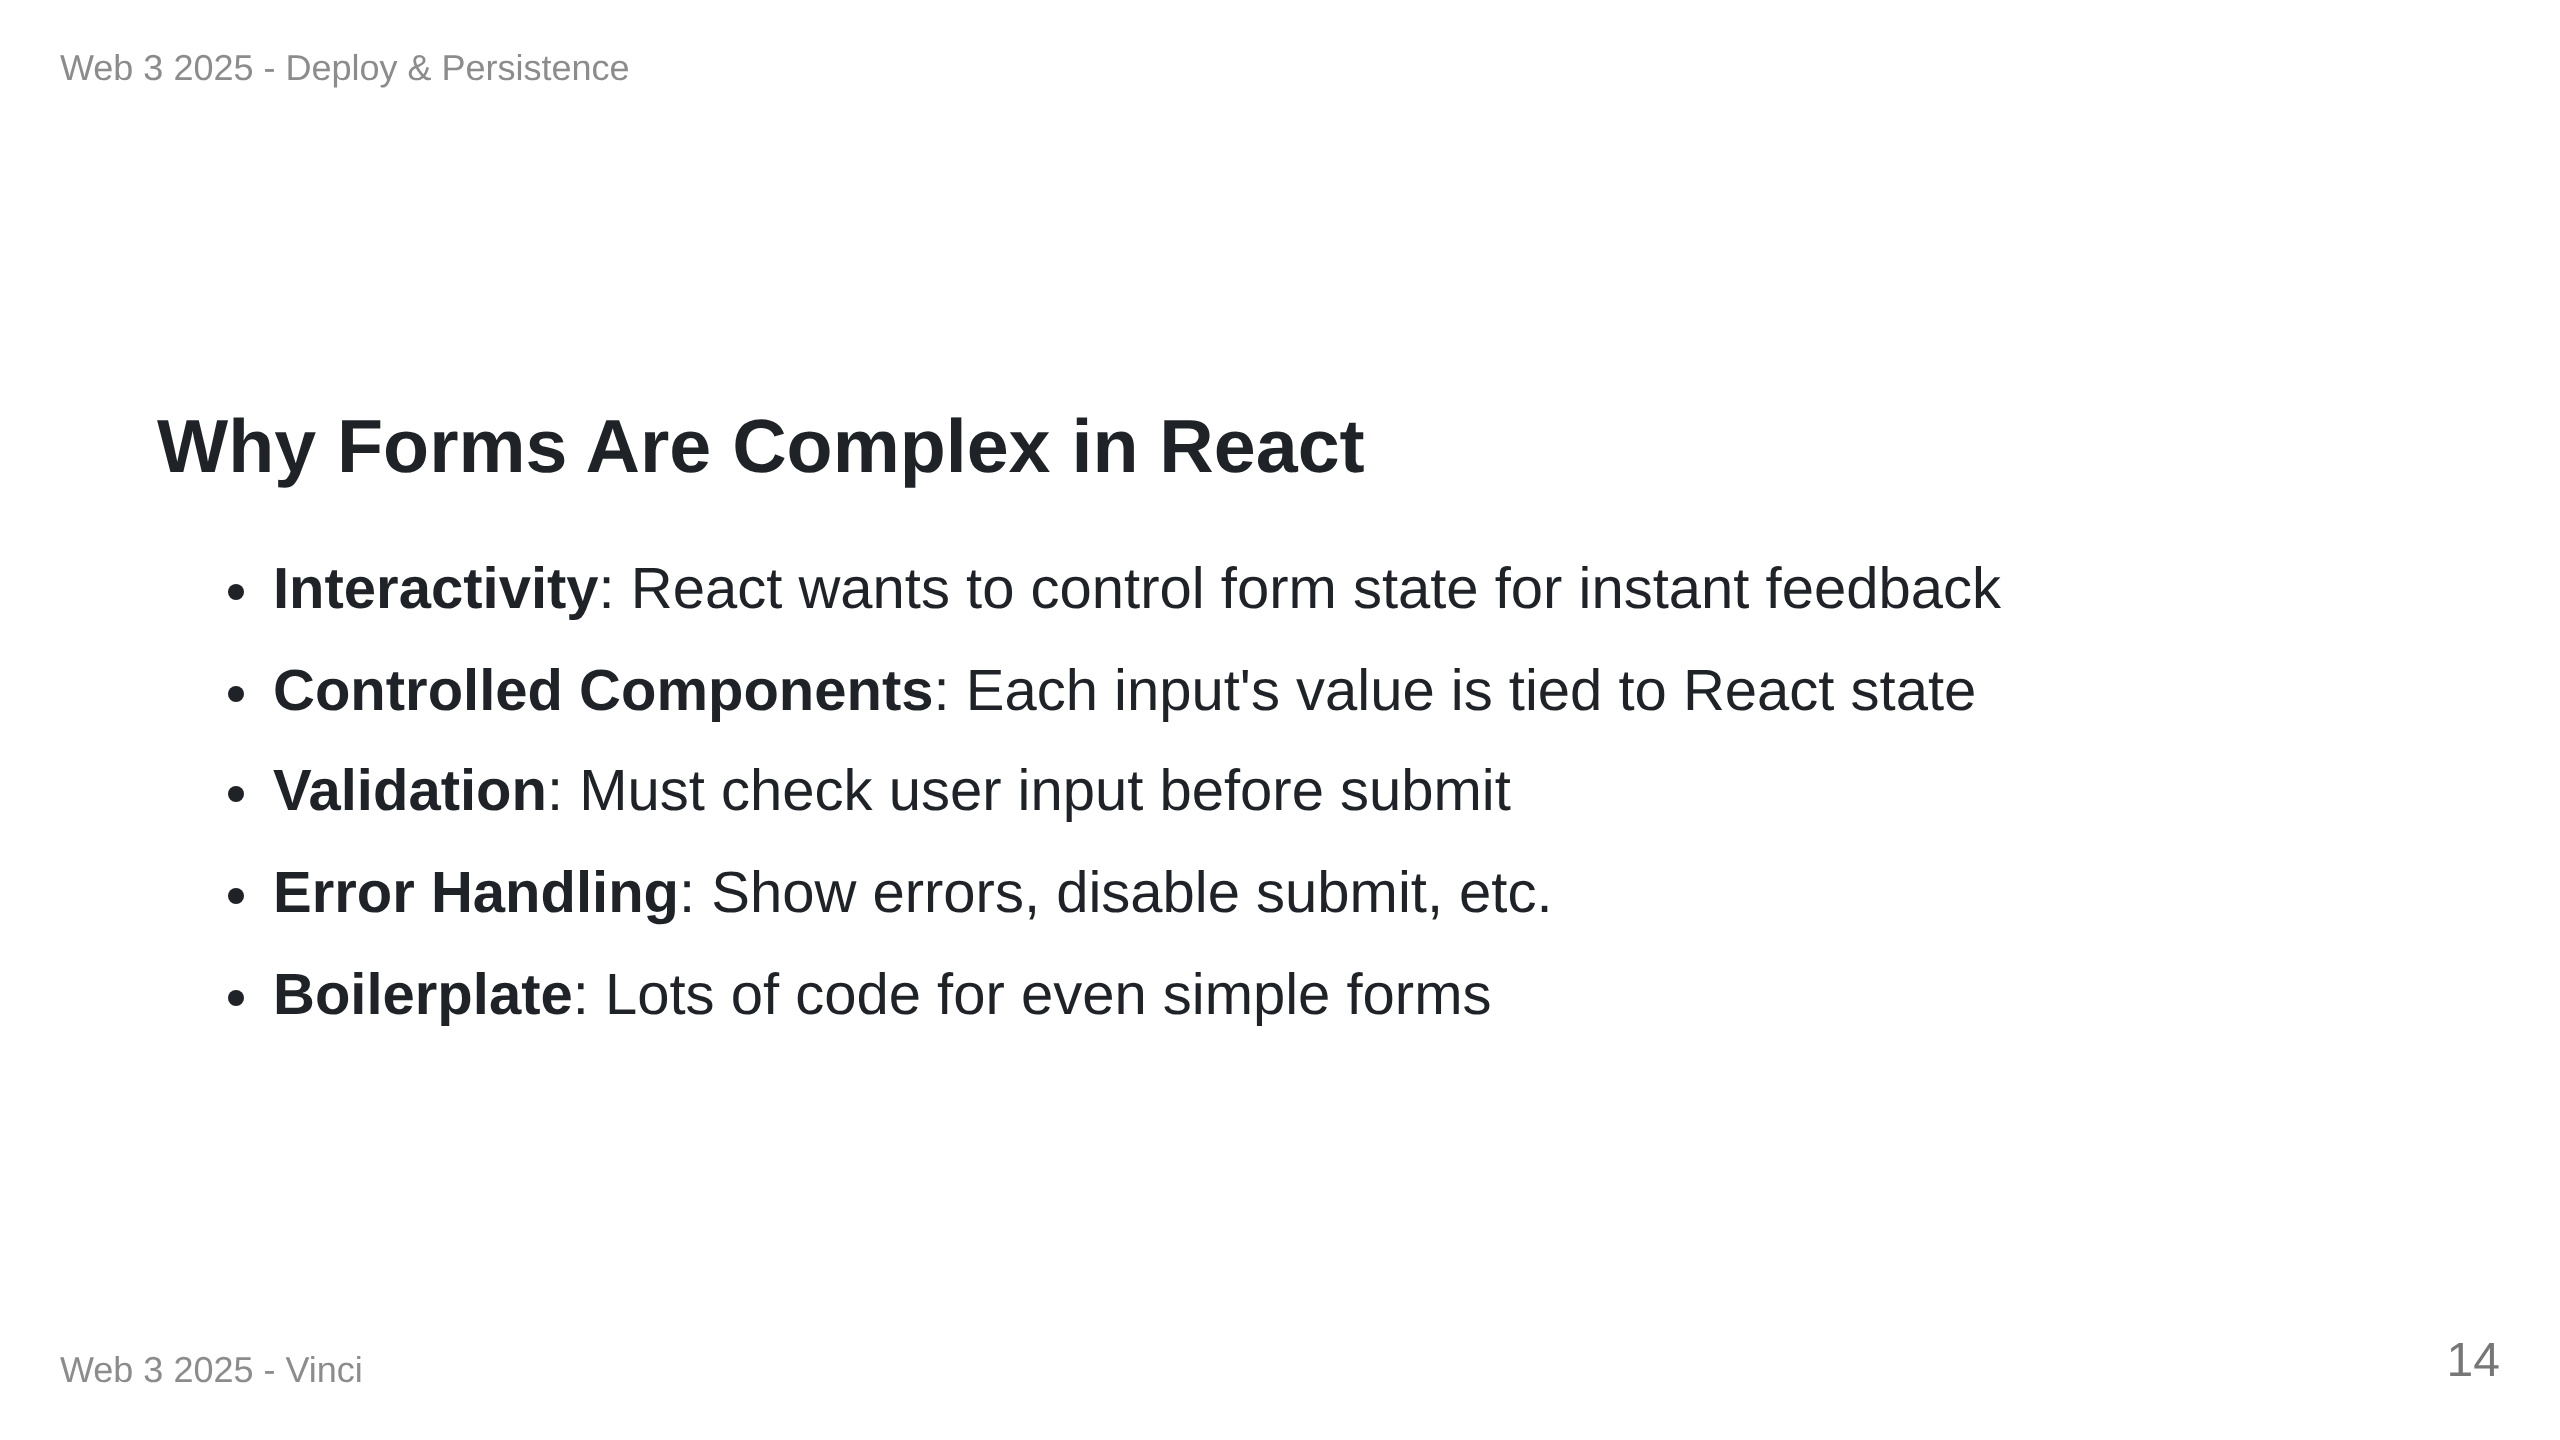 Web 3 2025 - Deploy & Persistence
Why Forms Are Complex in React
• Interactivity: React wants to control form state for instant feedback
• Controlled Components: Each input's value is tied to React state
• Validation: Must check user input before submit
• Error Handling: Show errors, disable submit, etc.
• Boilerplate: Lots of code for even simple forms
Web 3 2025 - Vinci
14